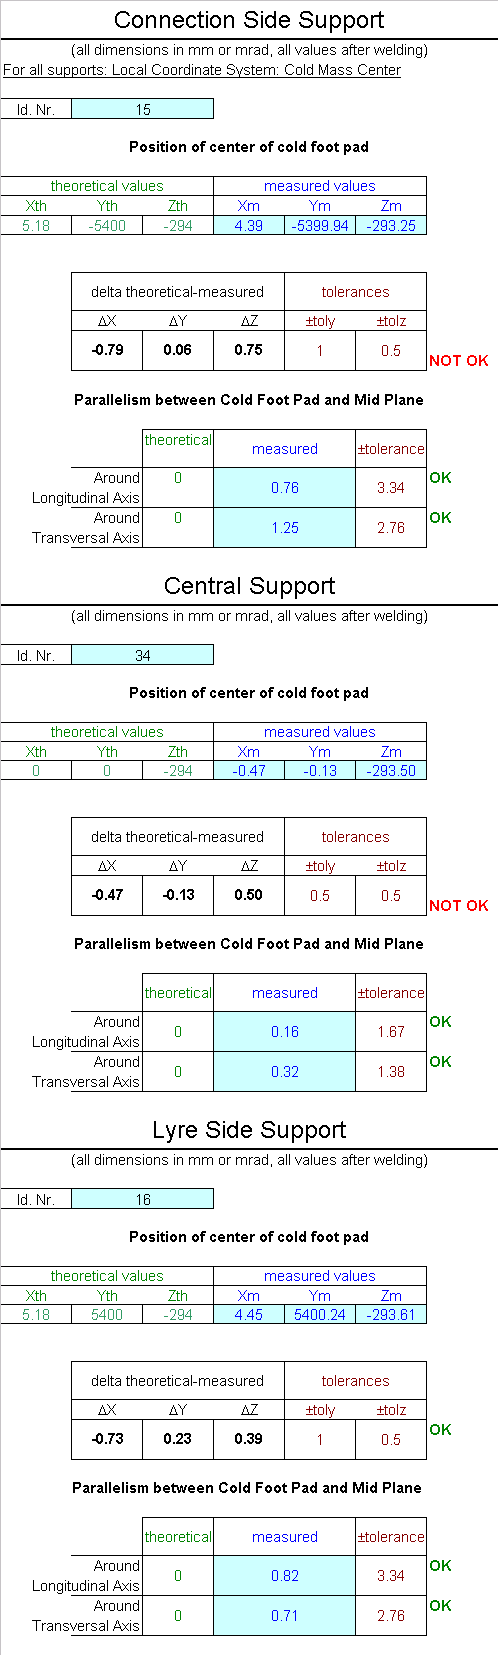 Connection Side Support
(all dimensions in mm or mrad, all values after welding)
For all supports: Local Coordinate System: Cold Mass Center
Id. Nr. 15
Position of center of cold foot pad
theoretical values measured values
Xth Yth Zth Xm Ym Zm
5.18 -5400 -294 4.39 -5399.94 -293.25
delta theoretical-measured tolerances
ΔX ΔY ΔZ ±toly ±tolz
-0.79 0.06 0.75 1 0.5 NOT OK
Parallelism between Cold Foot Pad and Mid Plane
theoretical measured ±tolerance
Around
Longitudinal Axis 0 0.76 3.34 OK
Around
Transversal Axis 0 1.25 2.76 OK
Central Support
(all dimensions in mm or mrad, all values after welding)
Id. Nr. 34
Position of center of cold foot pad
theoretical values measured values
Xth Yth Zth Xm Ym Zm
0 0 -294 -0.47 -0.13 -293.50
delta theoretical-measured tolerances
ΔX ΔY ΔZ ±toly ±tolz
-0.47 -0.13 0.50 0.5 0.5 NOT OK
Parallelism between Cold Foot Pad and Mid Plane
theoretical measured ±tolerance
Around
Longitudinal Axis 0 0.16 1.67 OK
Around
Transversal Axis 0 0.32 1.38 OK
Lyre Side Support
(all dimensions in mm or mrad, all values after welding)
Id. Nr. 16
Position of center of cold foot pad
theoretical values measured values
Xth Yth Zth Xm Ym Zm
5.18 5400 -294 4.45 5400.24 -293.61
delta theoretical-measured tolerances
ΔX ΔY ΔZ ±toly ±tolz
-0.73 0.23 0.39 1 0.5 OK
Parallelism between Cold Foot Pad and Mid Plane
theoretical measured ±tolerance
Around
Longitudinal Axis 0 0.82 3.34 OK
Around
Transversal Axis 0 0.71 2.76 OK